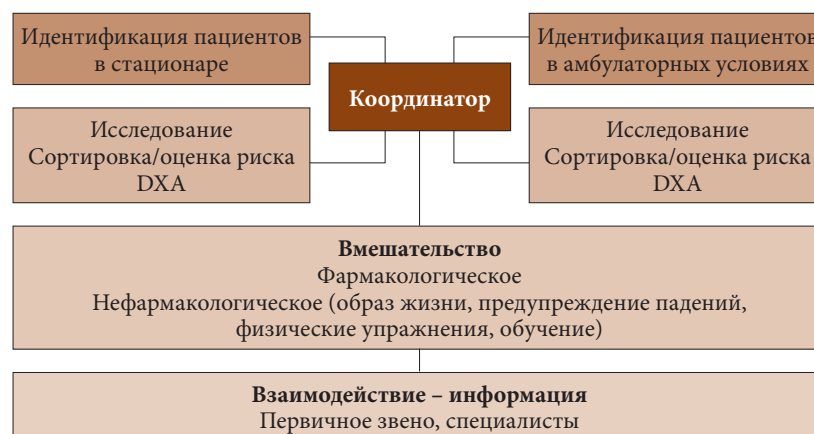 Идентификация пациентов
в стационаре
Идентификация пациентов
в амбулаторных условиях
Координатор
Исследование
Сортировка/оценка риска
DXA
Исследование
Сортировка/оценка риска
DXA
Вмешательство
Фармакологическое
Нефармакологическое (образ жизни, предупреждение падений,
физические упражнения, обучение)
Взаимодействие – информация
Первичное звено, специалисты